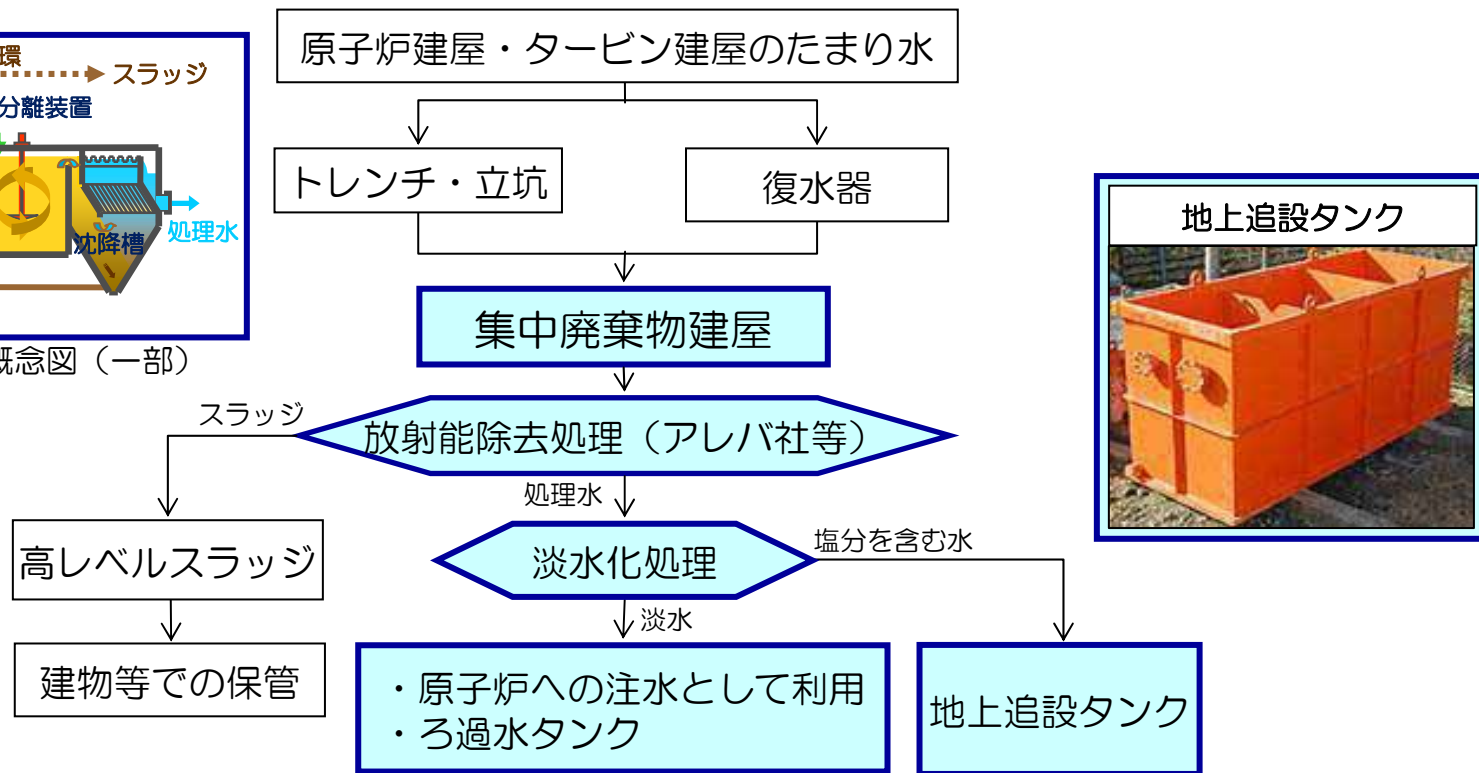 環
スラッジ
分離装置
沈降槽
処理水
概念図（一部）
原子炉建屋・タービン建屋のたまり水
トレンチ・立坑
復水器
集中廃棄物建屋
放射能除去処理（アレバ社等）
スラッジ
処理水
高レベルスラッジ
淡水化処理
塩分を含む水
淡水
建物等での保管
・原子炉への注水として利用
・ろ過水タンク
地上追設タンク
地上追設タンク